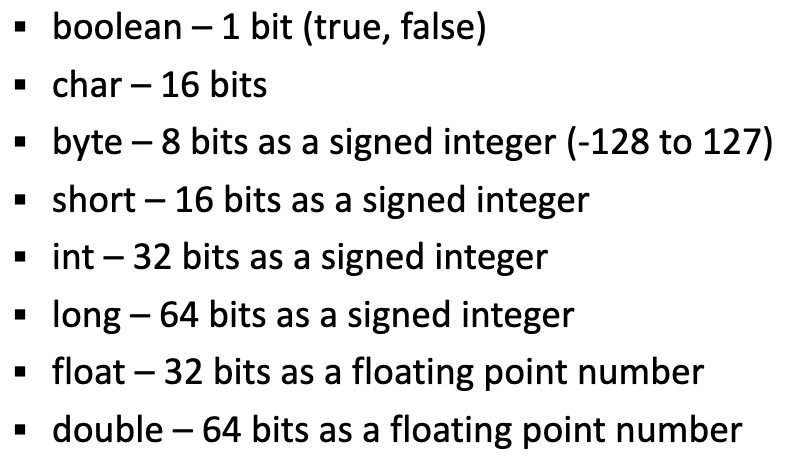 ▪ boolean – 1 bit (true, false)
▪ char – 16 bits
▪ byte – 8 bits as a signed integer (-128 to 127)
▪ short – 16 bits as a signed integer
▪ int – 32 bits as a signed integer
▪ long – 64 bits as a signed integer
▪ float – 32 bits as a floating point number
▪ double – 64 bits as a floating point number